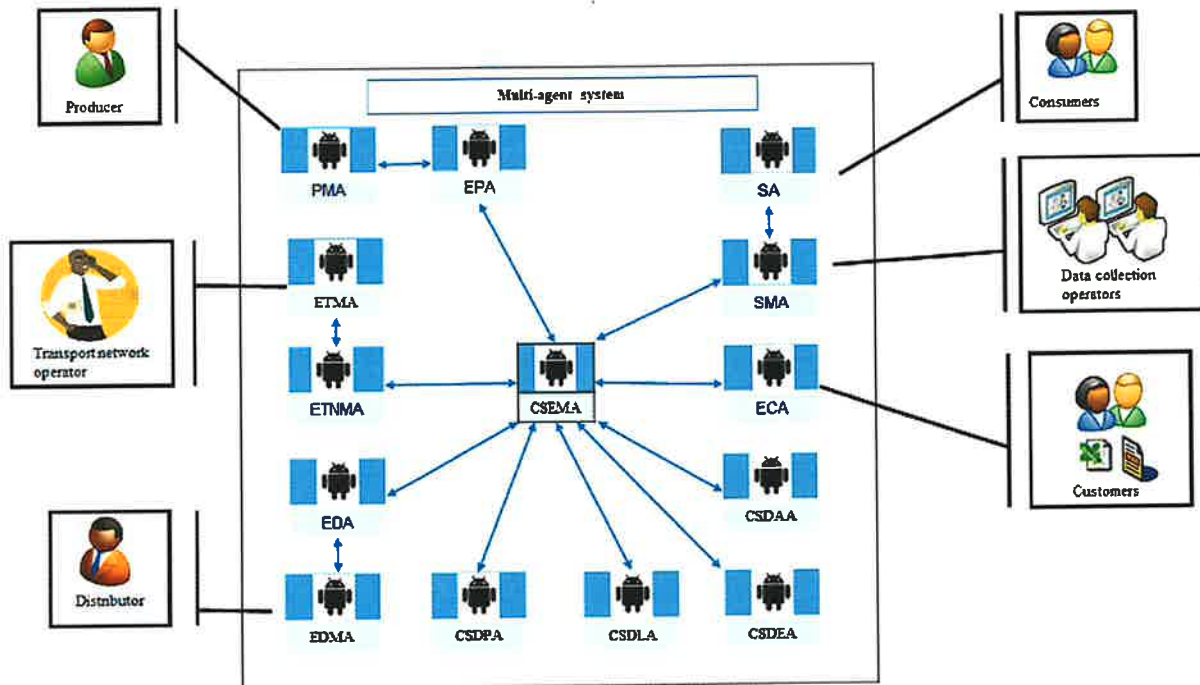 Multi-agent system
Producer
Consumers
PMA
EPA
SA
ETMA
SMA
Transport network
operator
Data collection
operators
ETNMA
CSEMA
ECA
EDA
CSDAA
Customers
Distributor
EDMA
CSDPA
CSDLA
CSDEA